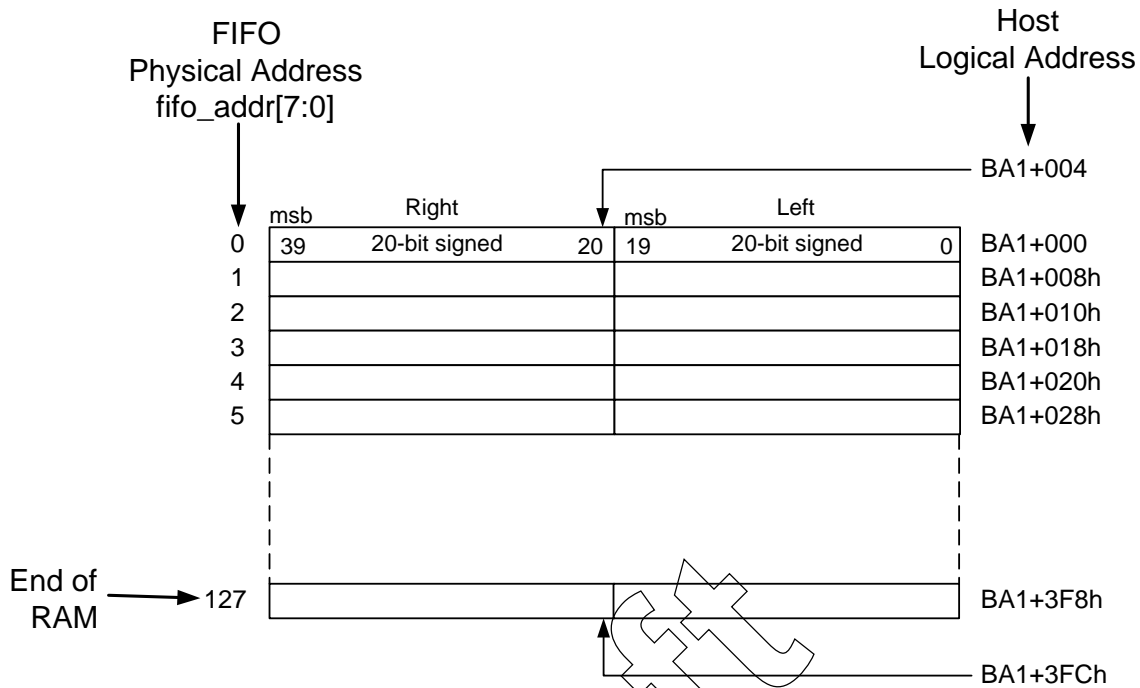 FIFO
Physical Address
fifo_addr[7:0]
Host
Logical Address
BA1+004
msb Right msb Left
0 39 20-bit signed 20 19 20-bit signed 0 BA1+000
1 BA1+008h
2 BA1+010h
3 BA1+018h
4 BA1+020h
5 BA1+028h
End of
RAM
127 BA1+3F8h
BA1+3FCh